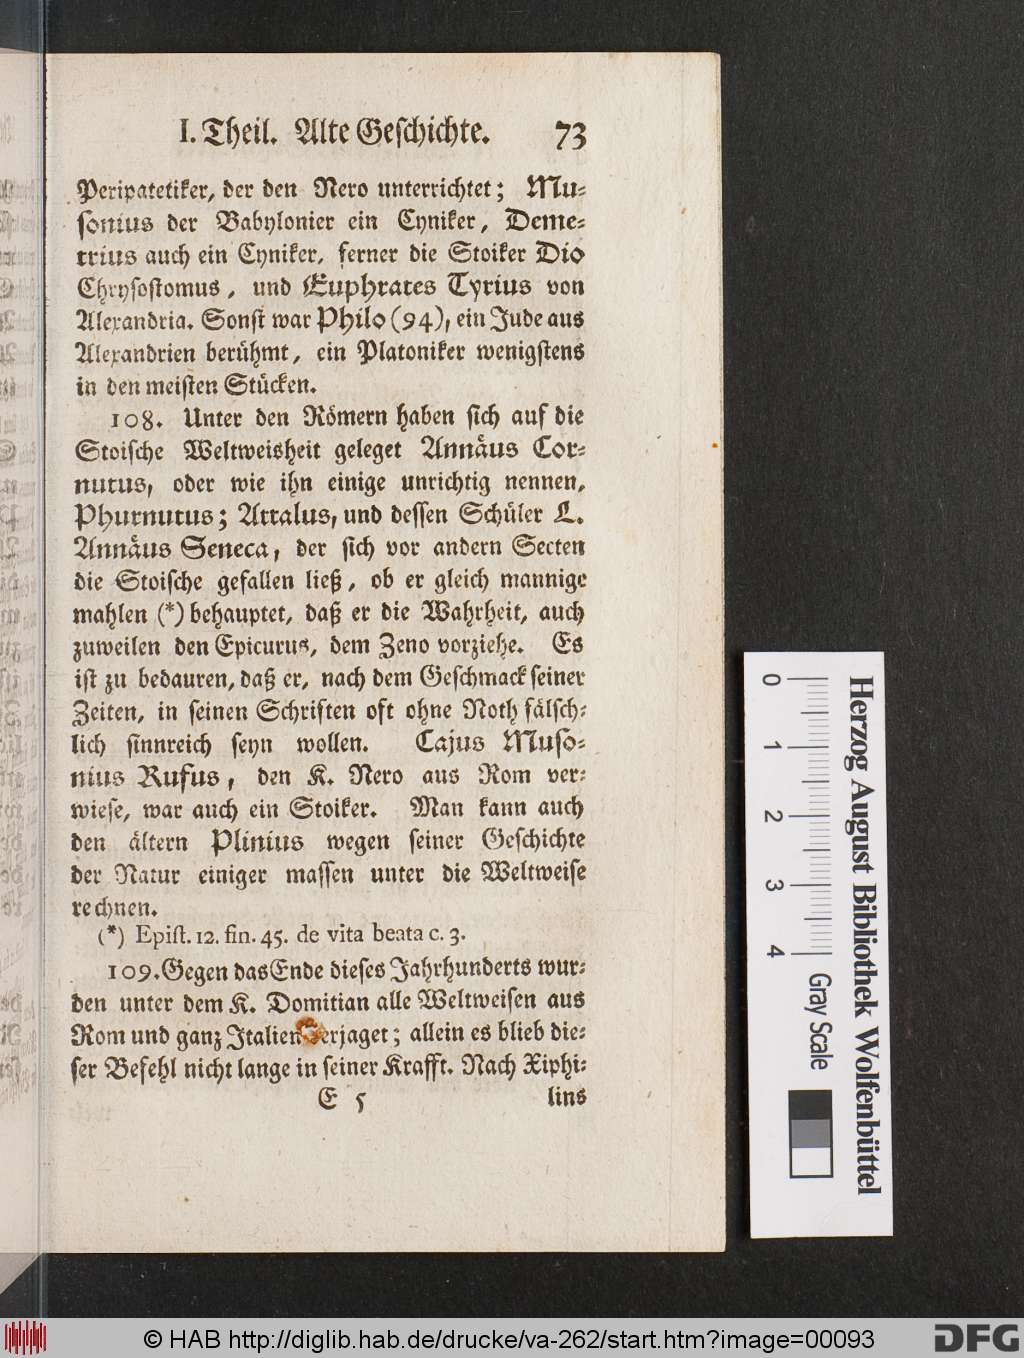 I. Theil. Alte Geschichte. 73
Peripatetiker, der den Nero unterrichtet; Mu-
sonius der Babylonier ein Cyniker, Deme-
trius auch ein Cyniker, ferner die Stoiker Dio
Chrysostomus, und Euphrates Tyrius von
Alexandria. Sonst war Philo (94), ein Jude aus
Alexandrien berühmt, ein Platoniker wenigstens
in den meisten Stücken.
108. Unter den Römern haben sich auf die
Stoische Weltweisheit geleget Annäus Cor-
nutus, oder wie ihn einige unrichtig nennen,
Phurnutus; Attalus, und dessen Schüler L.
Annäus Seneca, der sich vor andern Secten
die Stoische gefallen ließ, ob er gleich mannige
mahlen (*) behauptet, daß er die Wahrheit, auch
zuweilen den Epicurus, dem Zeno vorziehe. Es
ist zu bedauren, daß er, nach dem Geschmack seiner
Zeiten, in seinen Schriften oft ohne Noth fälsch-
lich sinnreich seyn wollen. Cajus Muso-
nius Rufus, den K. Nero aus Rom ver-
wiese, war auch ein Stoiker. Man kann auch
den ältern Plinius wegen seiner Geschichte
der Natur einiger massen unter die Weltweise
rechnen.
(*) Epist. 12. fin. 45. de vita beata c. 3.
109. Gegen das Ende dieses Jahrhunderts wur-
den unter dem K. Domitian alle Weltweisen aus
Rom und ganz Italien verjaget; allein es blieb die-
ser Befehl nicht lange in seiner Krafft. Nach Xiphi-
E 5 lins
0 1 2 3 4
Gray Scale
Herzog August Bibliothek Wolfenbüttel
© HAB http://diglib.hab.de/drucke/va-262/start.htm?image=00093
DFG